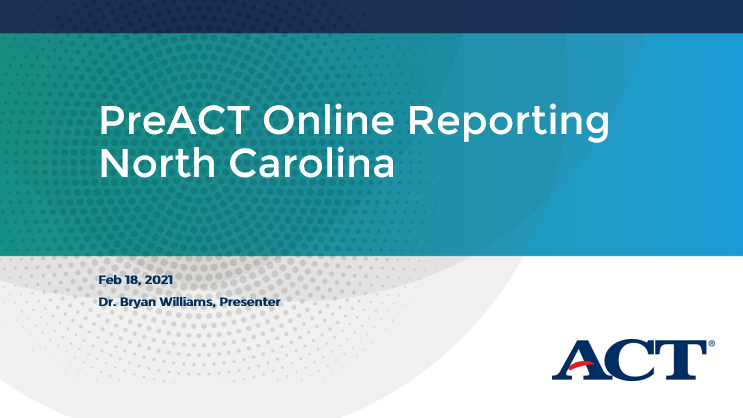 PreACT Online Reporting
North Carolina
Feb 18, 2021
Dr. Bryan Williams, Presenter
ACT®